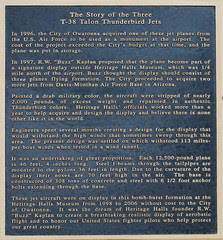 The Story of the Three
T-38 Talon Thunderbird Jets
In 1986, the City of Owatonna acquired one of these jet planes from
the U.S. Air Force to be used as a monument at the airport. The
cost of the project exceeded the City's budget at that time, and the
plane was put in storage.
In 1997, R.W. "Buzz" Kaplan proposed that the plane become part of
a signature display outside Heritage Halls Museum, which was 1/4
mile north of the airport. Buzz thought the display should consist of
three planes flying formation. The City proceeded to acquire two
more jets from Davis-Monthan Air Force Base in Arizona.
Painted a drab military color, the aircraft were stripped of nearly
2,000 pounds of excess weight and repainted in authentic
Thunderbird colors. Heritage Halls' officials worked more than a
year to help acquire and design the display and believe there is none
other like it in the world.
Engineers spent several months creating a design for the display that
would withstand the high winds that sometimes sweep through this
area. The present design was settled on which withstood 113 miles
per hour winds when tested in a wind tunnel.
It was an undertaking of great proportion. Each 12,500-pound plane
is 46 feet, 4 inches long. Steel I-beams through the tailpipes are
mounted to the pylons 36 feet in length. Due to the curvature of the
display their noses are 70 feet high in the air. The base is
constructed of 108 tons of concrete and steel with 6 1/2 foot anchor
bolts extending through the base.
These jet aircraft were on display in this bomb-burst formation at the
Heritage Halls Museum from 1999 to 2006 without cost to the City
of Owatonna. It was the vision of Heritage Halls founder R.W.
"Buzz" Kaplan to create a breathtaking realistic display of aerobatic
flight and to honor our United States fighter pilots who help protect
our great country.